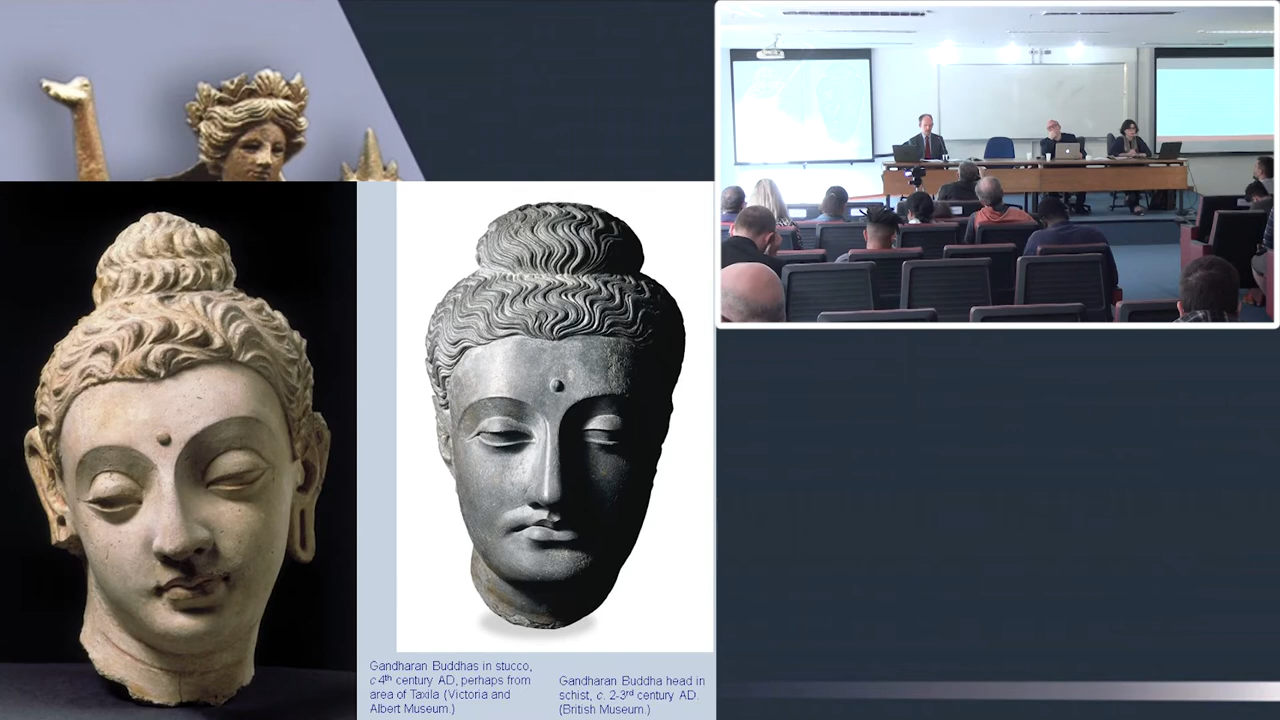 Gandharan Buddhas in stucco,
c 4th century AD, perhaps from
area of Taxila (Victoria and
Albert Museum.)
Gandharan Buddha head in
schist, c. 2-3rd century AD.
(British Museum.)